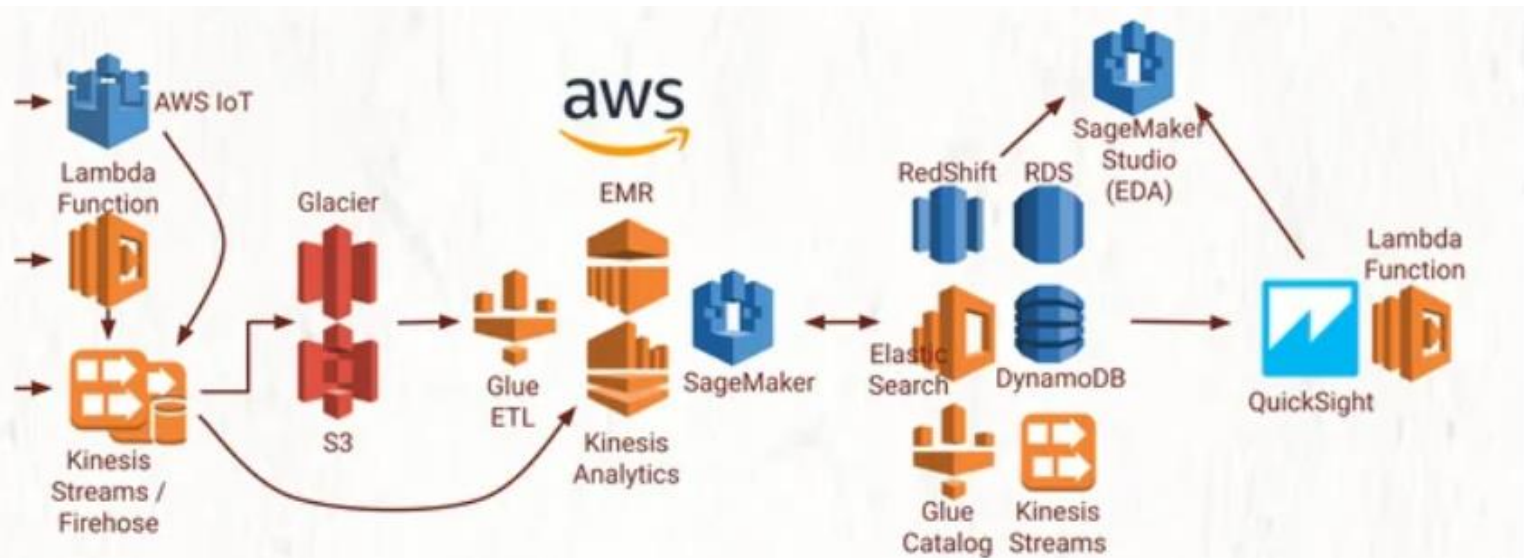 AWS IoT
Lambda
Function
Kinesis
Streams /
Firehose
Glacier
S3
aws
Glue
ETL
EMR
Kinesis
Analytics
SageMaker
RedShift
RDS
Elastic
Search
DynamoDB
Glue
Catalog
Kinesis
Streams
SageMaker
Studio
(EDA)
QuickSight
Lambda
Function